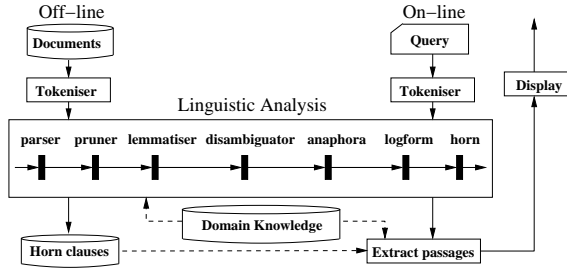 Off-line
On-line
Documents
Query
Tokeniser
Tokeniser
Display
Linguistic Analysis
parser pruner lemmatiser disambiguator anaphora logform horn
Domain Knowledge
Horn clauses
Extract passages